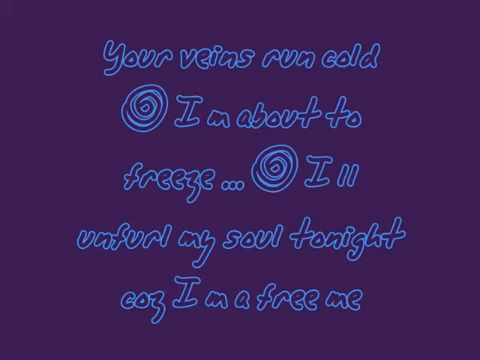 Your veins run cold
I m about to
freeze ... I ll
unfurl my soul tonight
coz I m a free me